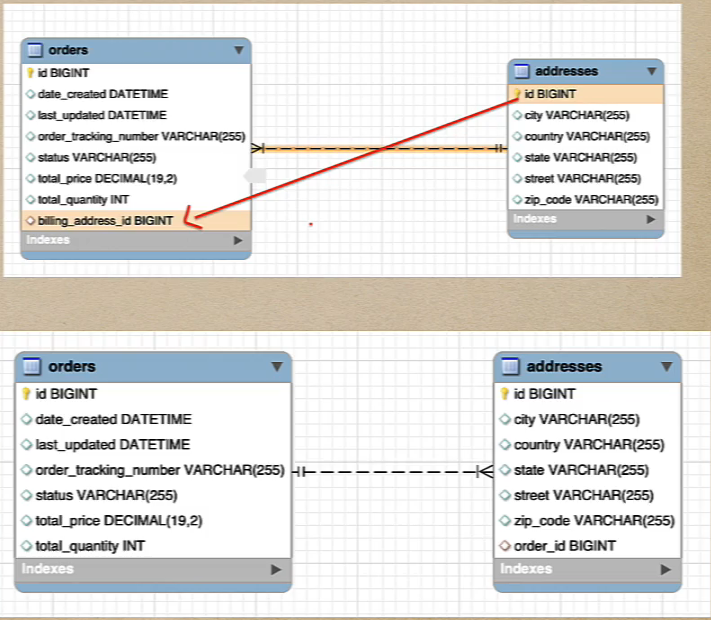 orders
id BIGINT
date_created DATETIME
last_updated DATETIME
order_tracking_number VARCHAR(255)
status VARCHAR(255)
total_price DECIMAL(19,2)
total_quantity INT
billing_address_id BIGINT
Indexes
addresses
id BIGINT
city VARCHAR(255)
country VARCHAR(255)
state VARCHAR(255)
street VARCHAR(255)
zip_code VARCHAR(255)
Indexes
orders
id BIGINT
date_created DATETIME
last_updated DATETIME
order_tracking_number VARCHAR(255)
status VARCHAR(255)
total_price DECIMAL(19,2)
total_quantity INT
Indexes
addresses
id BIGINT
city VARCHAR(255)
country VARCHAR(255)
state VARCHAR(255)
street VARCHAR(255)
zip_code VARCHAR(255)
order_id BIGINT
Indexes